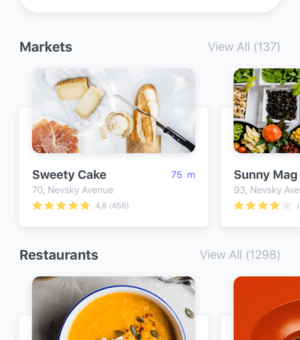 Markets View All (137)
Sweety Cake 75 m Sunny Mag
70, Nevsky Avenue 93, Nevsky Ave
4,8 (458) (
Restaurants View All (1298)